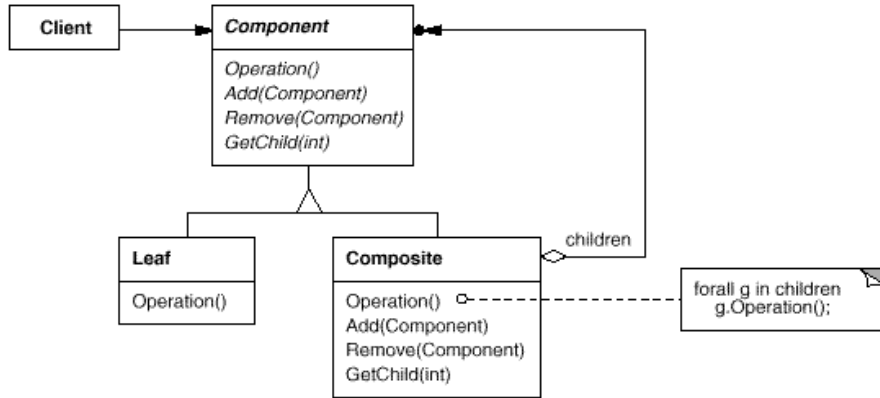 Client
Component
Operation()
Add(Component)
Remove(Component)
GetChild(int)
Leaf
Operation()
Composite
Operation()
Add(Component)
Remove(Component)
GetChild(int)
children
forall g in children
g.Operation();